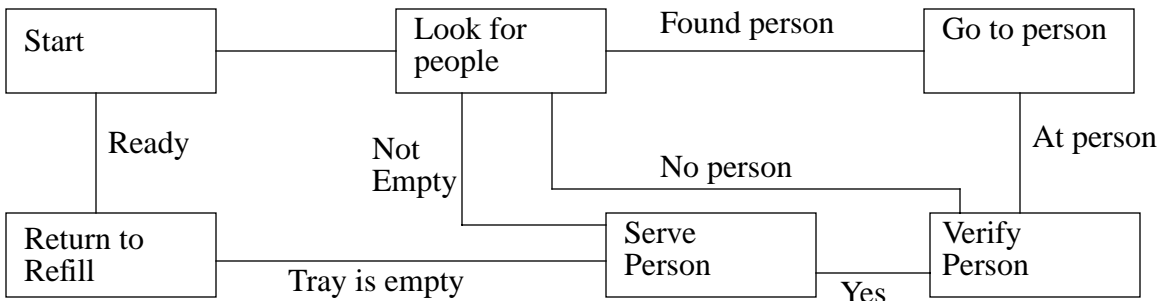 Start
Look for
people
Found person
Go to person
Ready
Not
Empty
No person
At person
Return to
Refill
Tray is empty
Serve
Person
Yes
Verify
Person